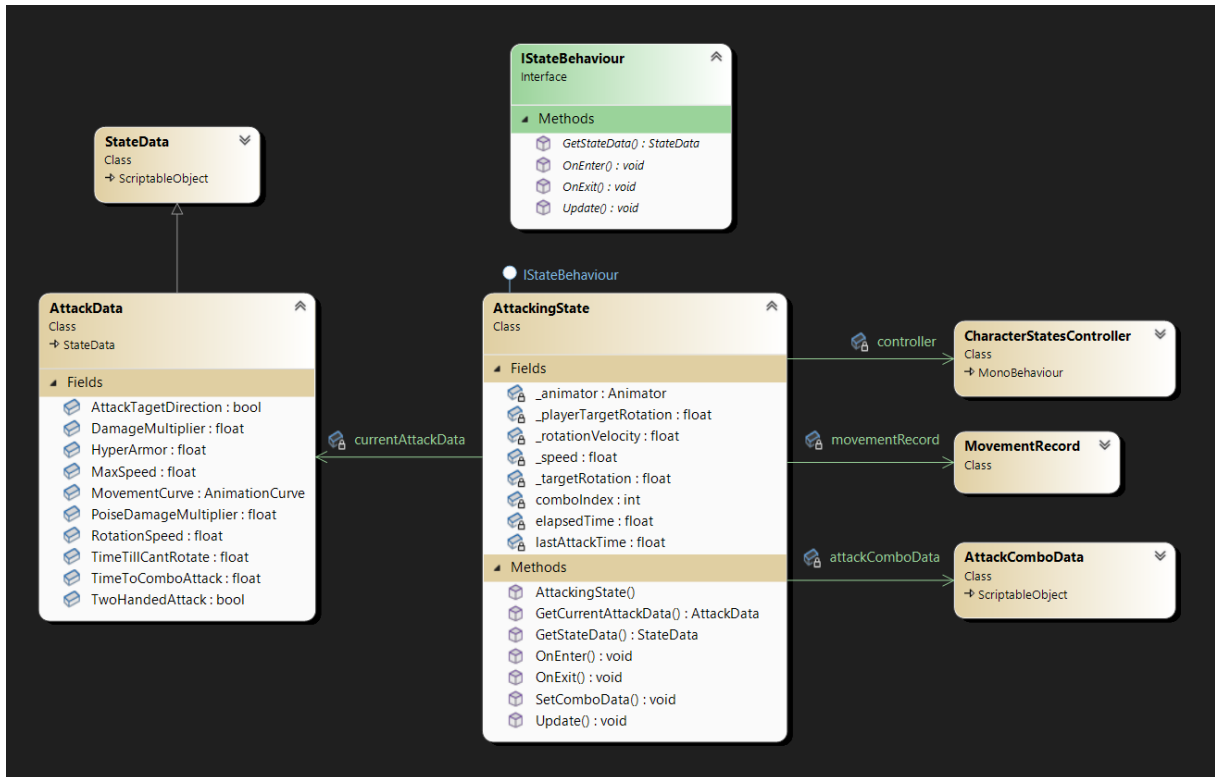 IStateBehaviour
Interface
Methods
GetStateData() : StateData
OnEnter() : void
OnExit() : void
Update() : void
StateData
Class
ScriptableObject
IStateBehaviour
AttackData
Class
StateData
Fields
AttackTagetDirection : bool
DamageMultiplier : float
HyperArmor : float
MaxSpeed : float
MovementCurve : AnimationCurve
PoiseDamageMultiplier : float
RotationSpeed : float
TimeTillCantRotate : float
TimeToComboAttack : float
TwoHandedAttack : bool
currentAttackData
AttackingState
Class
Fields
_animator : Animator
_playerTargetRotation : float
_rotationVelocity : float
_speed : float
_targetRotation : float
comboIndex : int
elapsedTime : float
lastAttackTime : float
Methods
AttackingState()
GetCurrentAttackData() : AttackData
GetStateData() : StateData
OnEnter() : void
OnExit() : void
SetComboData() : void
Update() : void
controller
CharacterStatesController
Class
MonoBehaviour
movementRecord
MovementRecord
Class
attackComboData
AttackComboData
Class
ScriptableObject